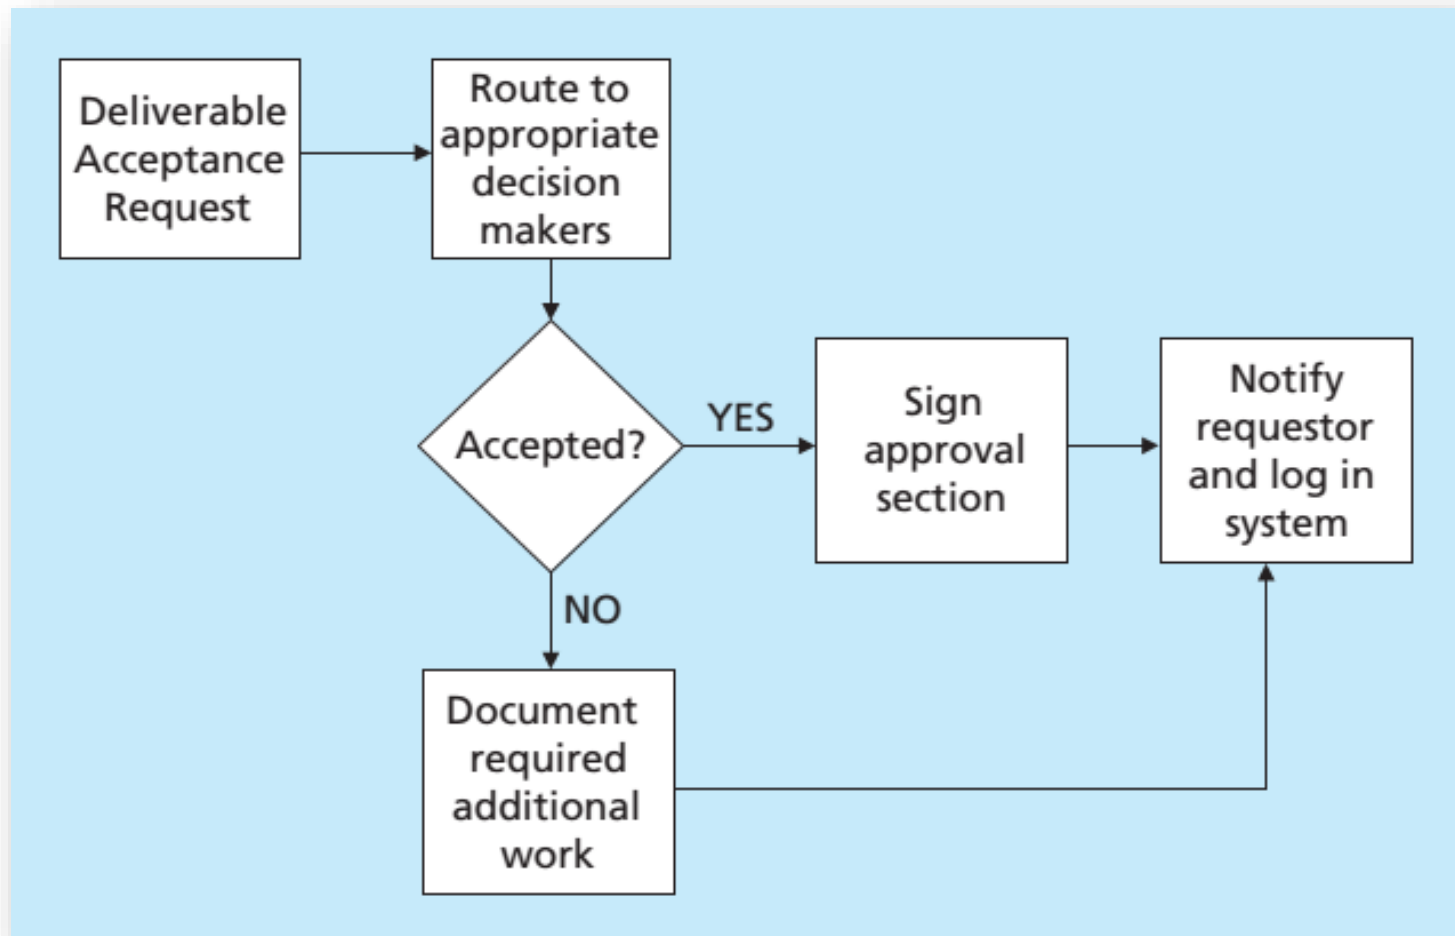 Deliverable
Acceptance
Request
Route to
appropriate
decision
makers
Accepted?
YES
Sign
approval
section
Notify
requestor
and log in
system
NO
Document
required
additional
work